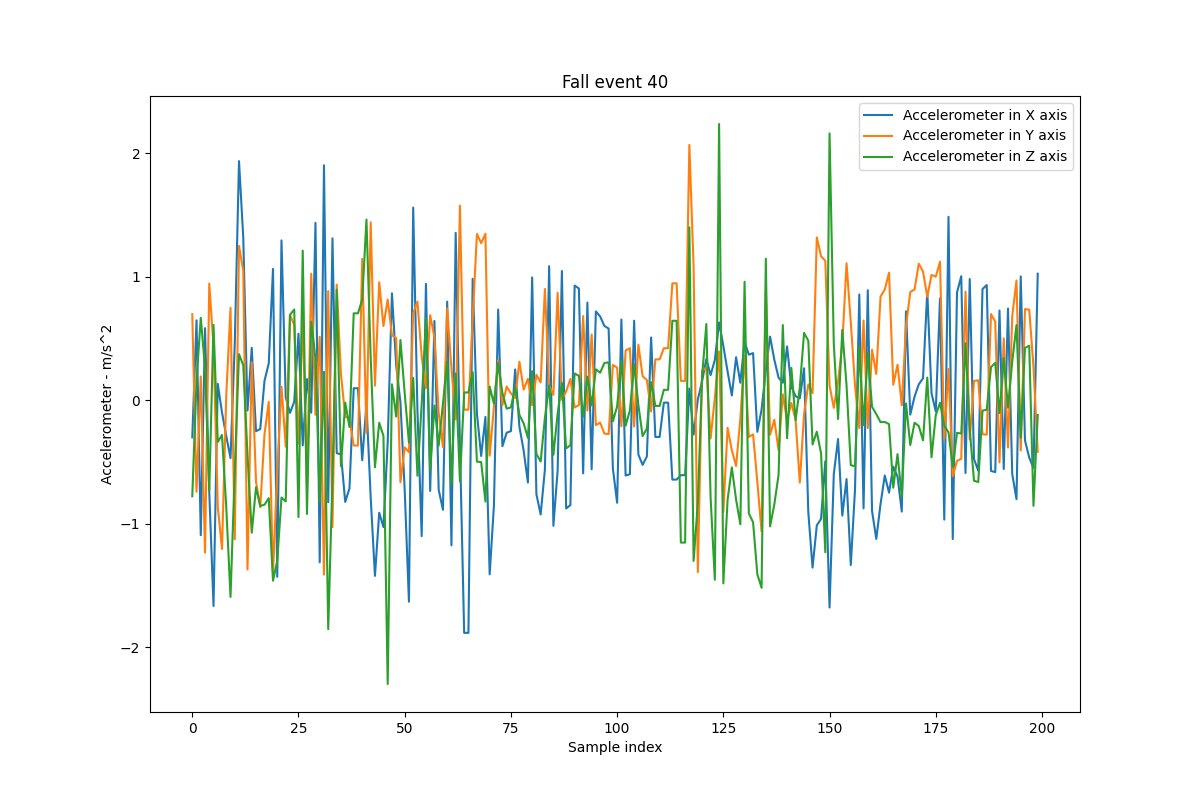 Fall event 40
Accelerometer in X axis
Accelerometer in Y axis
Accelerometer in Z axis
Accelerometer - m/s^2
2
1
0
−1
−2
0 25 50 75 100 125 150 175 200
Sample index